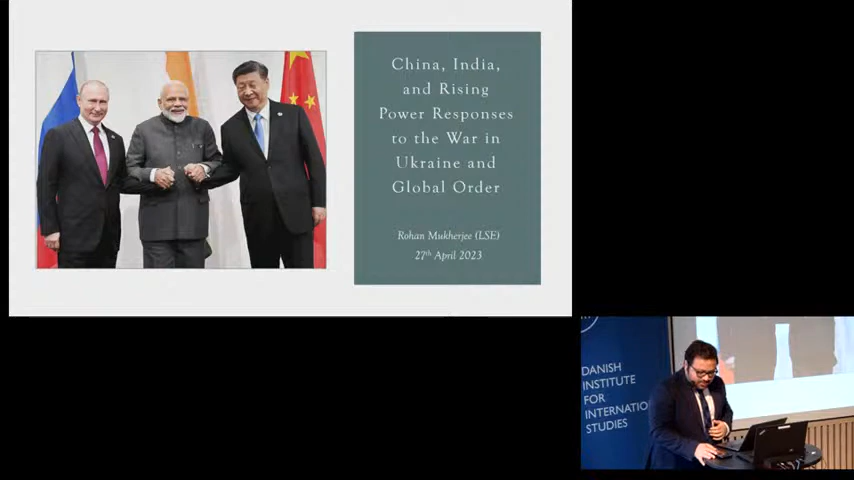 China, India,
and Rising
Power Responses
to the War in
Ukraine and
Global Order
Rohan Mukherjee (LSE)
27th April 2023
DANISH
INSTITUTE
FOR
INTERNATIO
STUDIES